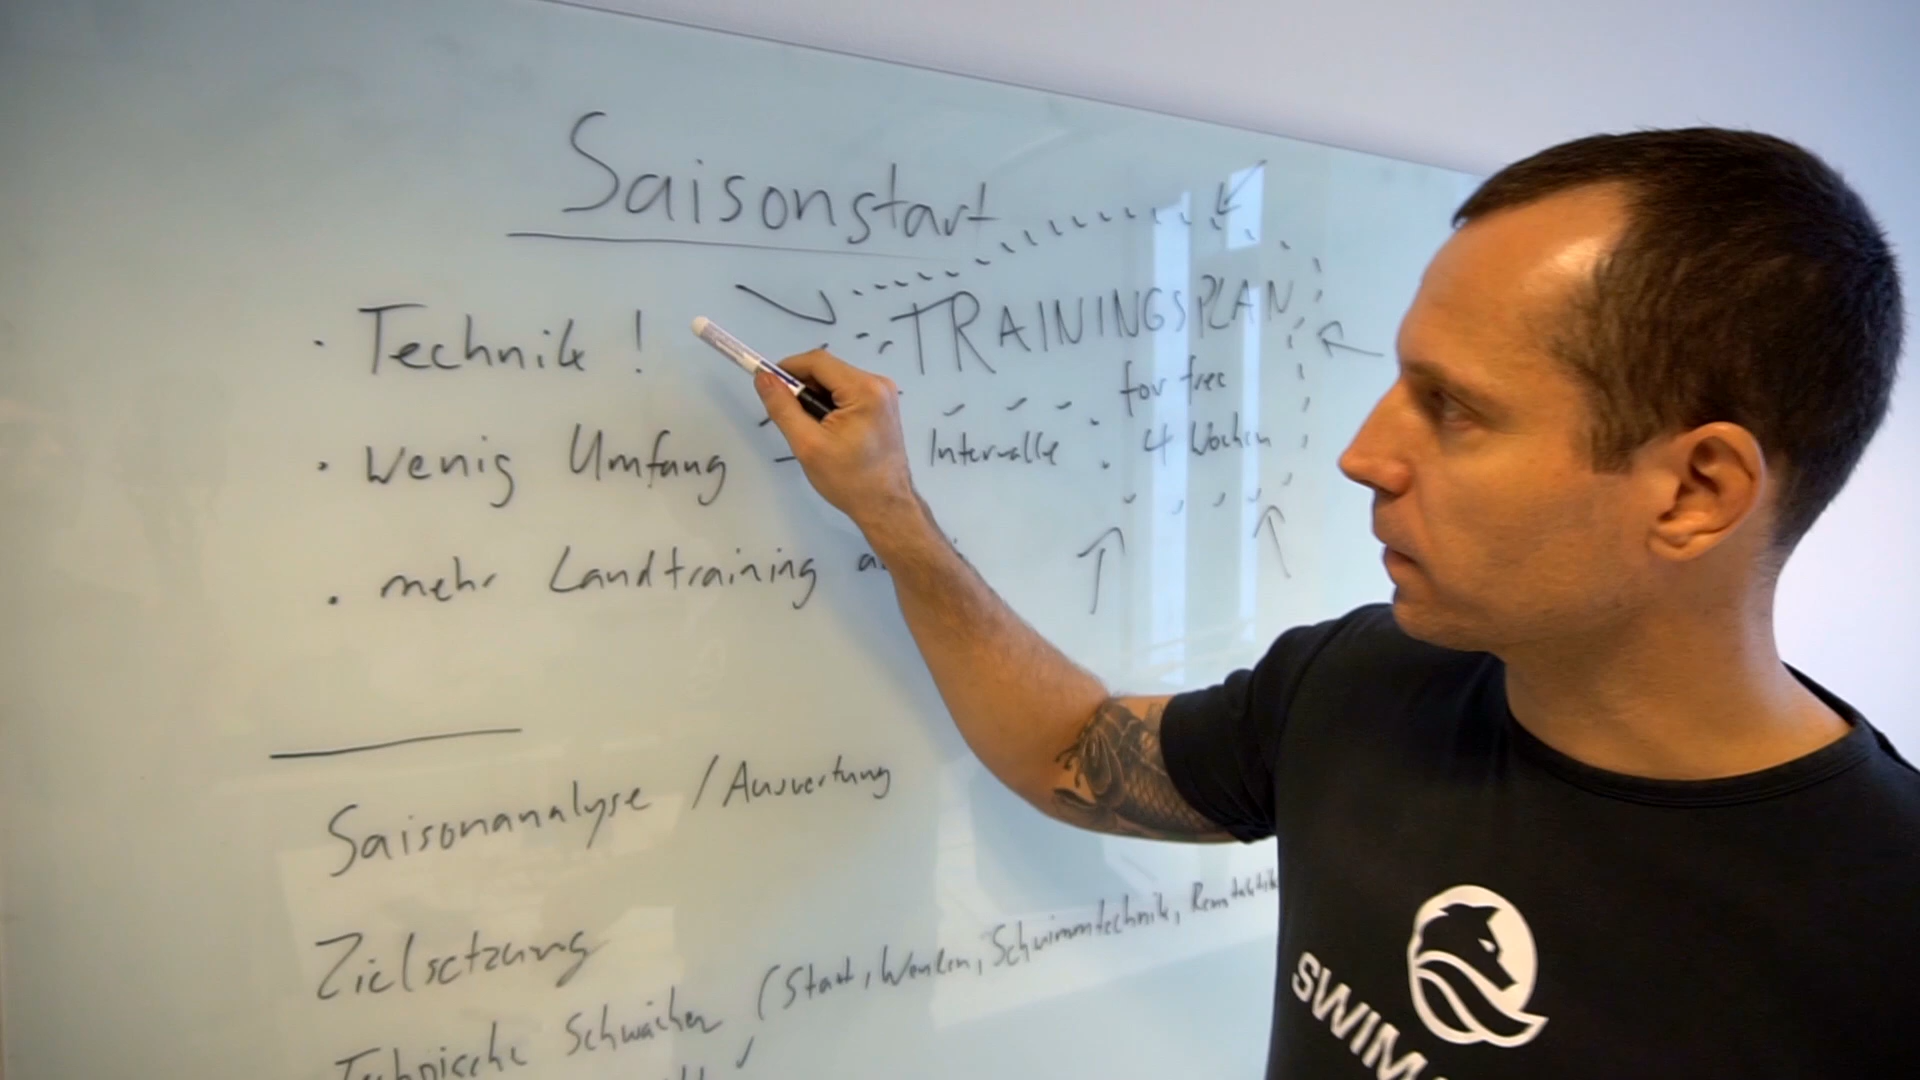 Saisonstart
• Technik!
TRAININGSPLAN
for free
4 Wochen
• wenig Umfang - Intervalle
• mehr Landtraining
Saisonanalyse / Auswertung
Zielsetzung
Technische Schwächen (Start, Wenden, Schwimmtechnik, Renntaktik
SWIM